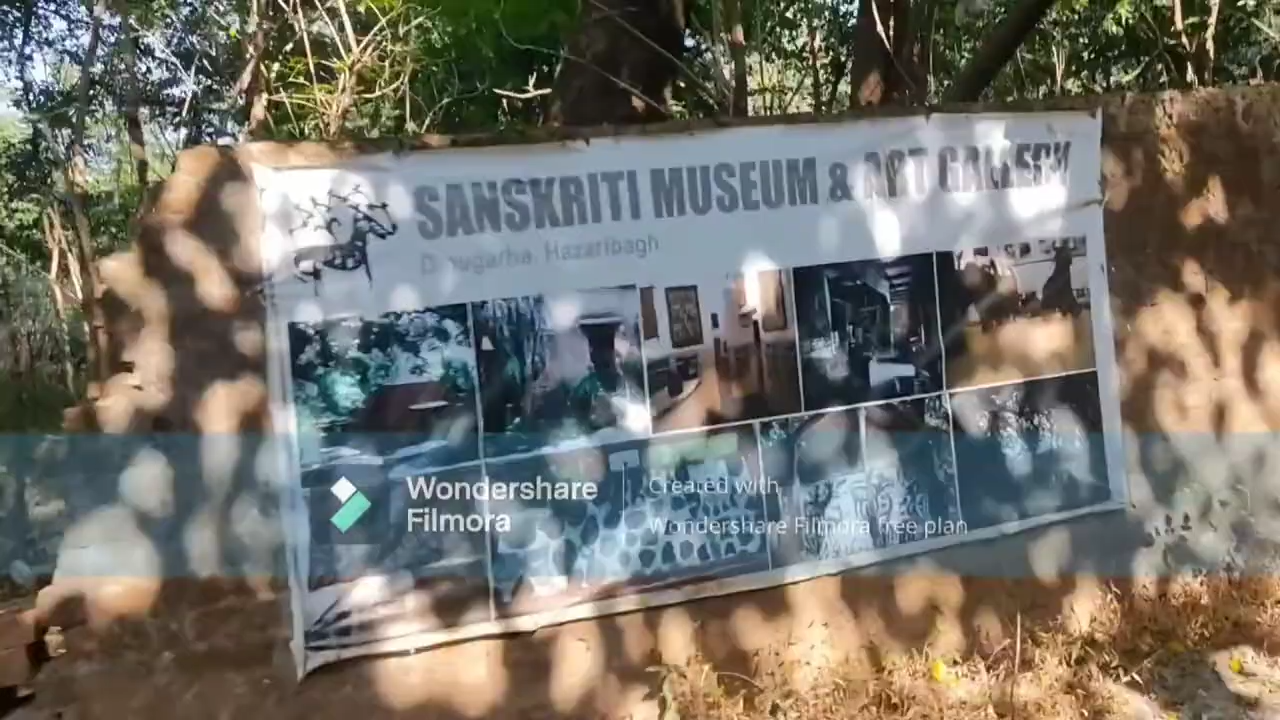 SANSKRITI MUSEUM & ART GALLERY
Hazaribagh
Wondershare
Filmora
Created with
Wondershare Filmora free plan